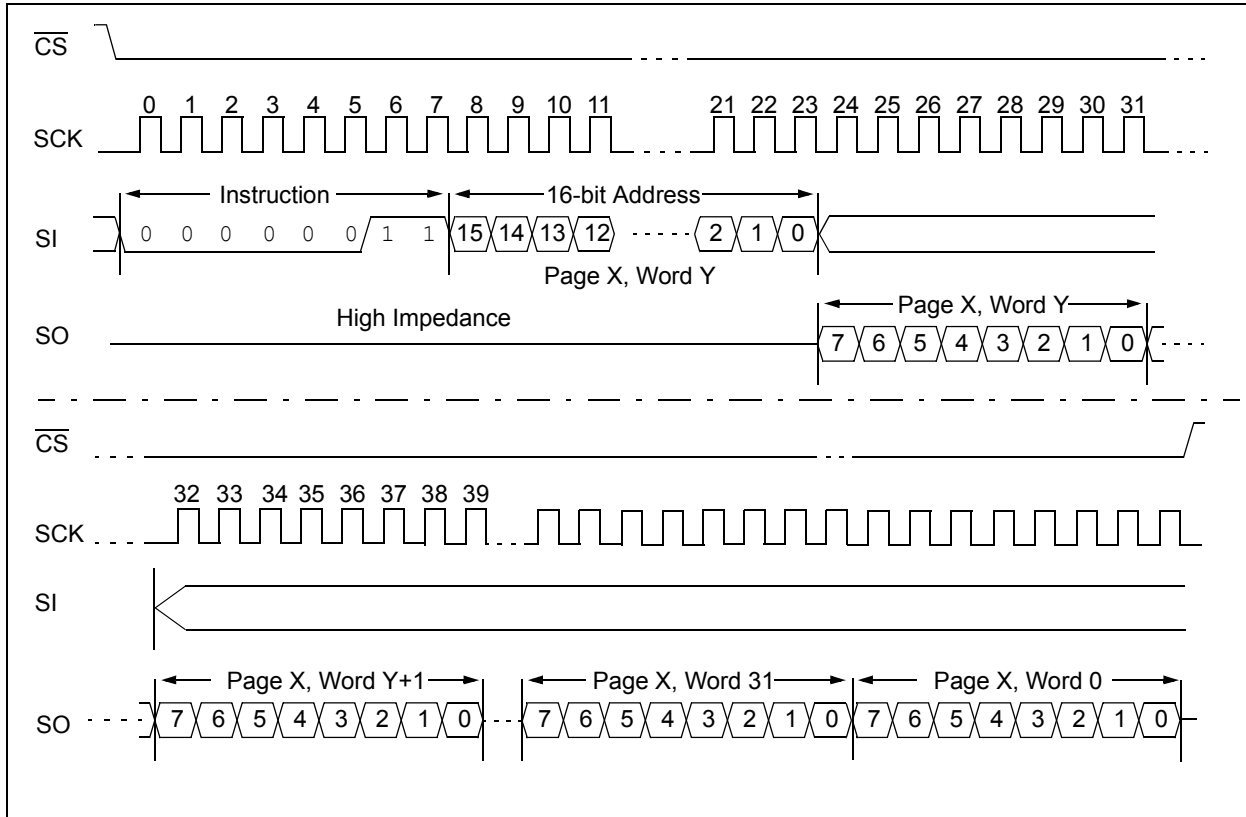 CS
0 1 2 3 4 5 6 7 8 9 10 11 21 22 23 24 25 26 27 28 29 30 31
SCK
Instruction 16-bit Address
SI 0 0 0 0 0 0 1 1 15 14 13 12 2 1 0
Page X, Word Y
High Impedance Page X, Word Y
SO 7 6 5 4 3 2 1 0
CS
32 33 34 35 36 37 38 39
SCK
SI
Page X, Word Y+1 Page X, Word 31 Page X, Word 0
SO 7 6 5 4 3 2 1 0 7 6 5 4 3 2 1 0 7 6 5 4 3 2 1 0